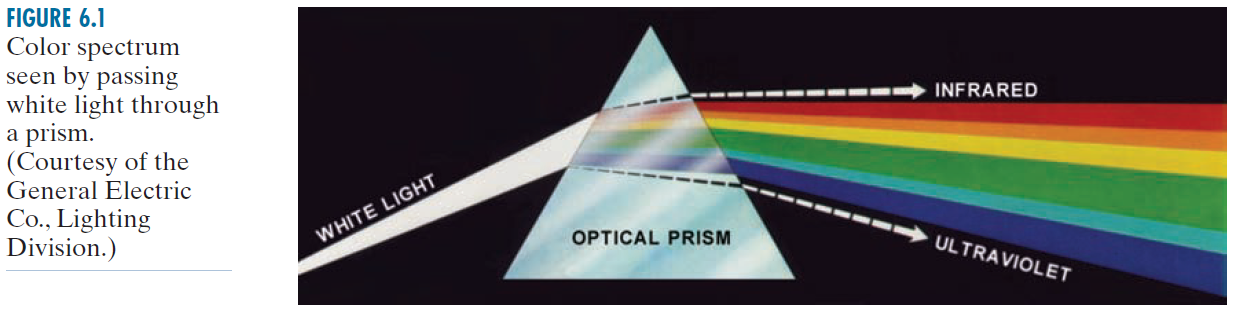 FIGURE 6.1
Color spectrum
seen by passing
white light through
a prism.
(Courtesy of the
General Electric
Co., Lighting
Division.)
INFRARED
WHITE LIGHT
OPTICAL PRISM
ULTRAVIOLET